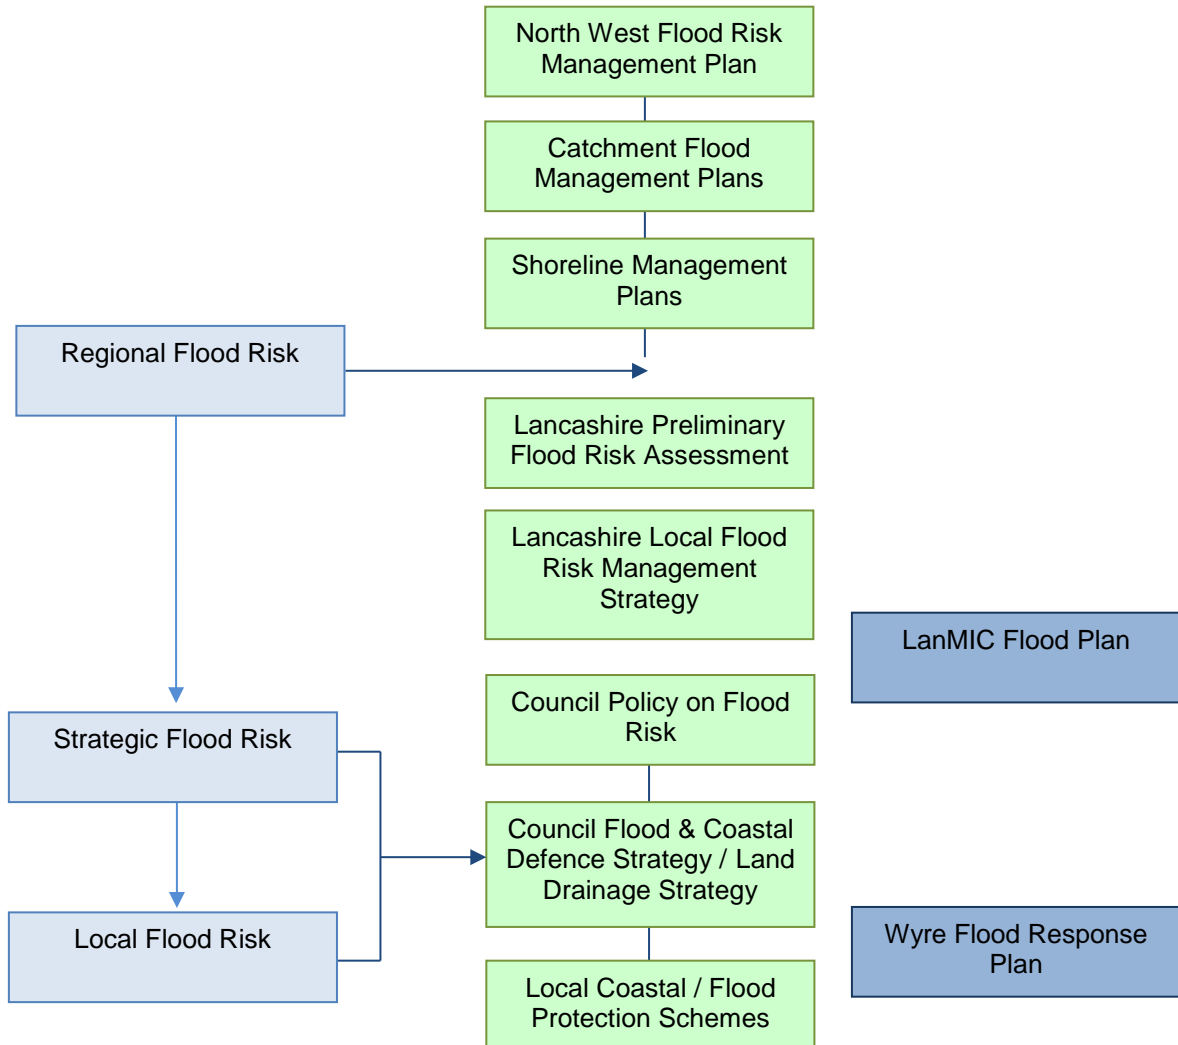 North West Flood Risk
Management Plan
Catchment Flood
Management Plans
Shoreline Management
Plans
Regional Flood Risk
Lancashire Preliminary
Flood Risk Assessment
Lancashire Local Flood
Risk Management
Strategy
LanMIC Flood Plan
Council Policy on Flood
Risk
Strategic Flood Risk
Council Flood & Coastal
Defence Strategy / Land
Drainage Strategy
Local Flood Risk
Wyre Flood Response
Plan
Local Coastal / Flood
Protection Schemes